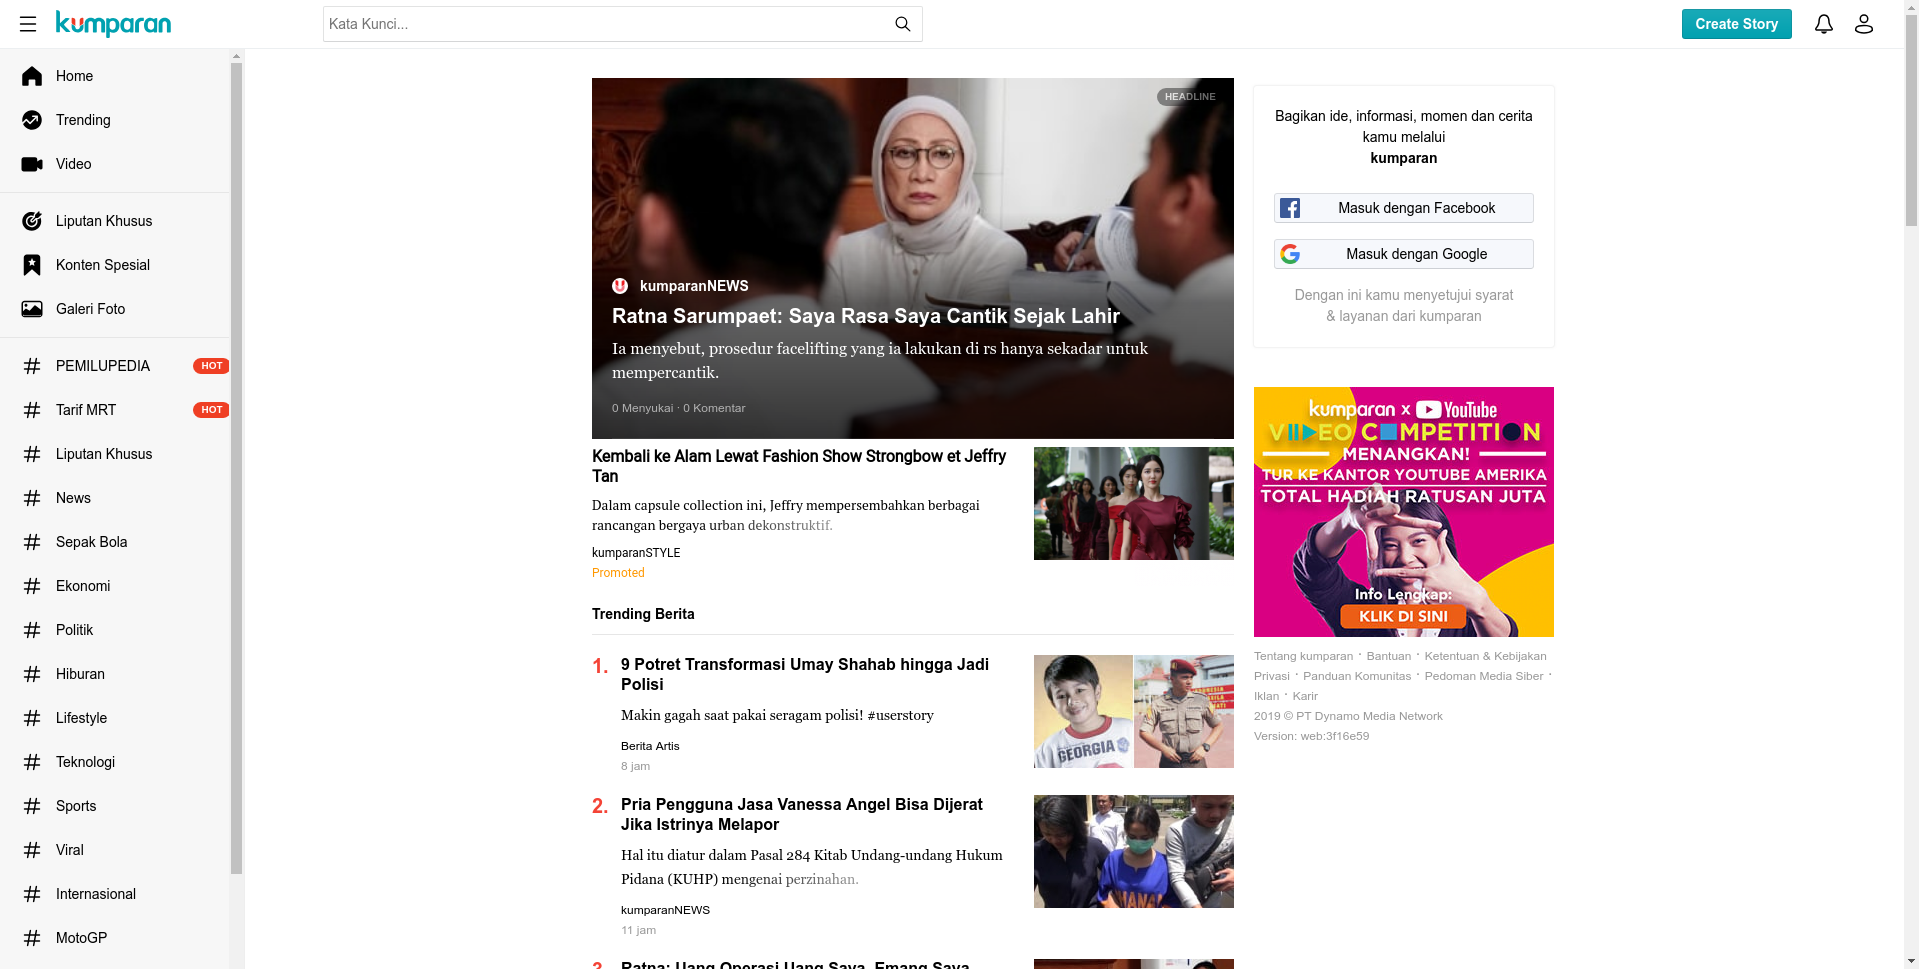 kumparan
Kata Kunci...
Create Story
Home
Trending
Video
Liputan Khusus
Konten Spesial
Galeri Foto
PEMILUPEDIA HOT
Tarif MRT HOT
Liputan Khusus
News
Sepak Bola
Ekonomi
Politik
Hiburan
Lifestyle
Teknologi
Sports
Viral
Internasional
MotoGP
HEADLINE
kumparanNEWS
Ratna Sarumpaet: Saya Rasa Saya Cantik Sejak Lahir
Ia menyebut, prosedur facelifting yang ia lakukan di rs hanya sekadar untuk
mempercantik.
0 Menyukai · 0 Komentar
Kembali ke Alam Lewat Fashion Show Strongbow et Jeffry
Tan
Dalam capsule collection ini, Jeffry mempersembahkan berbagai
rancangan bergaya urban dekonstruktif.
kumparanSTYLE
Promoted
Trending Berita
1. 9 Potret Transformasi Umay Shahab hingga Jadi
Polisi
Makin gagah saat pakai seragam polisi! #userstory
Berita Artis
8 jam
GEORGIA
2. Pria Pengguna Jasa Vanessa Angel Bisa Dijerat
Jika Istrinya Melapor
Hal itu diatur dalam Pasal 284 Kitab Undang-undang Hukum
Pidana (KUHP) mengenai perzinahan.
kumparanNEWS
11 jam
3. Ratna: Uang Operasi Uang Saya, Emang Saya
Bagikan ide, informasi, momen dan cerita
kamu melalui
kumparan
Masuk dengan Facebook
Masuk dengan Google
Dengan ini kamu menyetujui syarat
& layanan dari kumparan
kumparan x YouTube
VIDEO COMPETITION
MENANGKAN!
TUR KE KANTOR YOUTUBE AMERIKA
TOTAL HADIAH RATUSAN JUTA
Info Lengkap:
KLIK DI SINI
Tentang kumparan · Bantuan · Ketentuan & Kebijakan
Privasi · Panduan Komunitas · Pedoman Media Siber ·
Iklan · Karir
2019 © PT Dynamo Media Network
Version: web:3f16e59